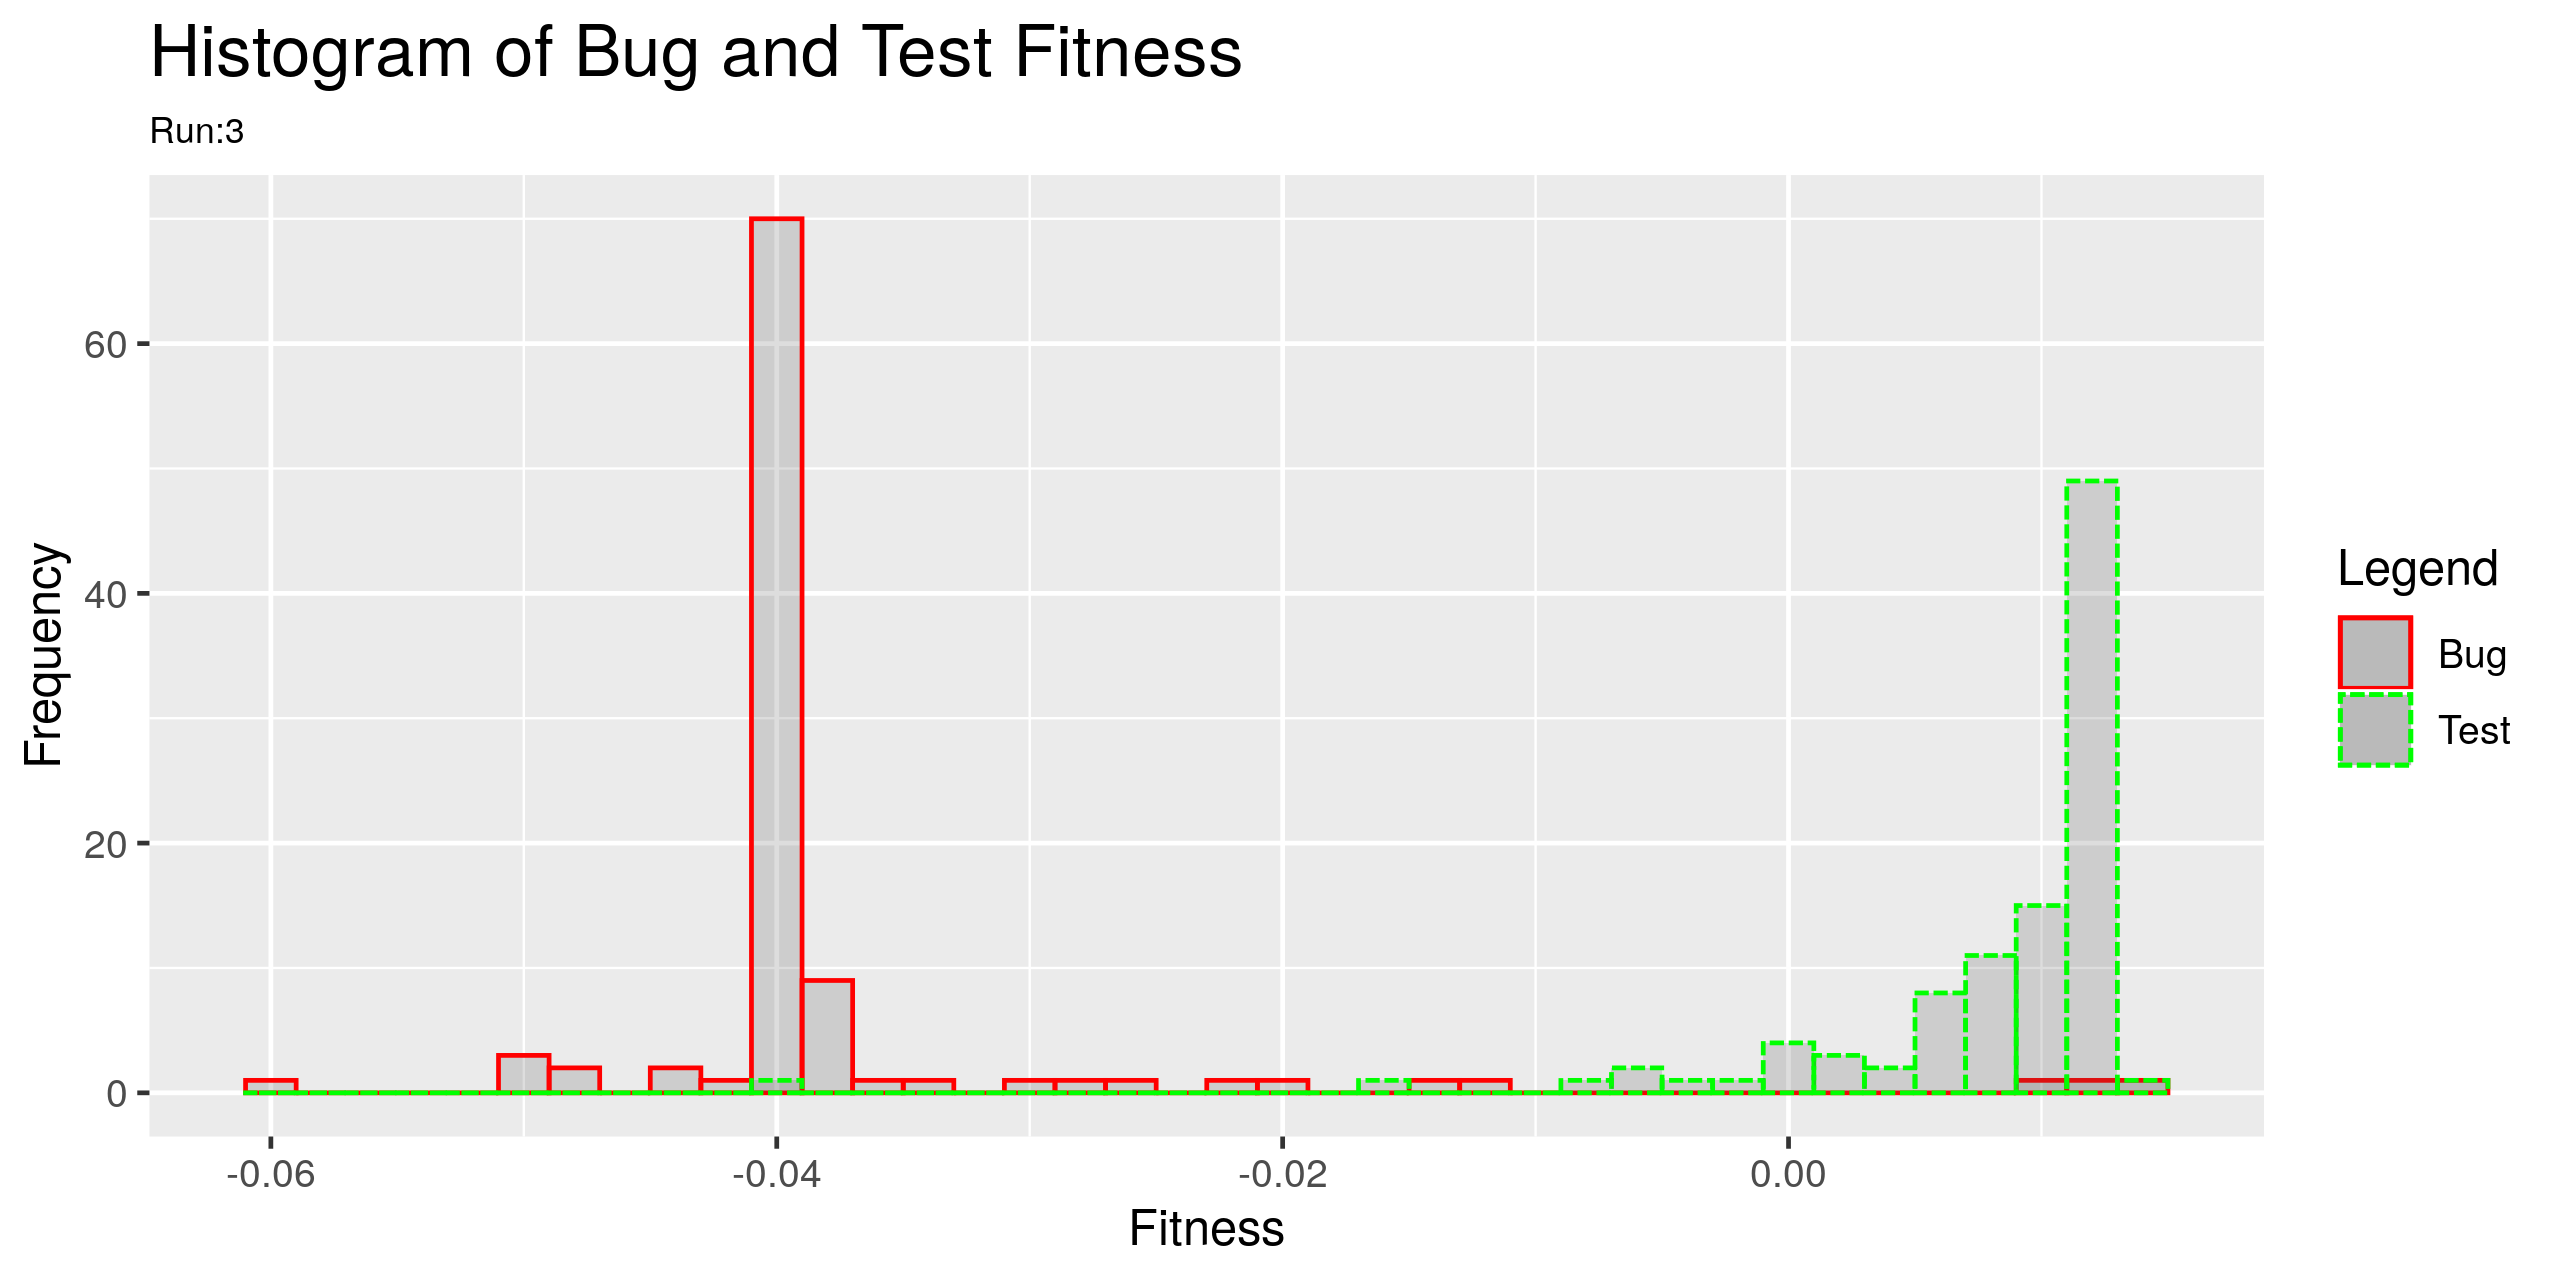 Histogram of Bug and Test Fitness
Run:3
Frequency
60
40
20
0
-0.06 -0.04 -0.02 0.00
Fitness
Legend
Bug
Test